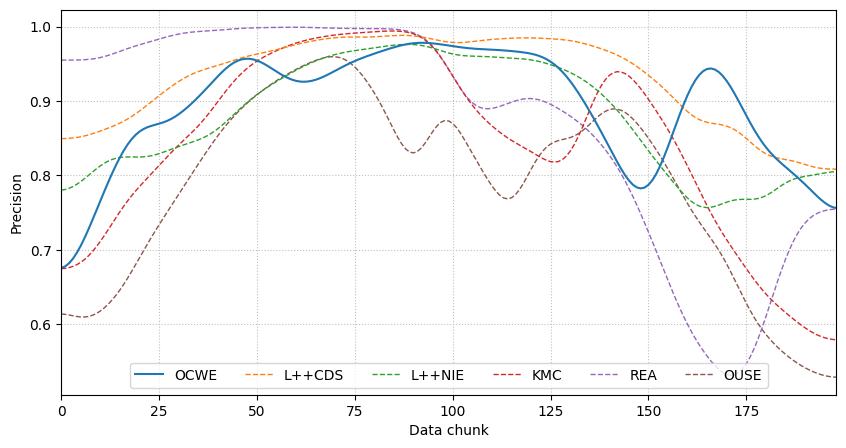 1.0
0.9
0.8
0.7
0.6
Precision
OCWE L++CDS L++NIE KMC REA OUSE
0 25 50 75 100 125 150 175
Data chunk